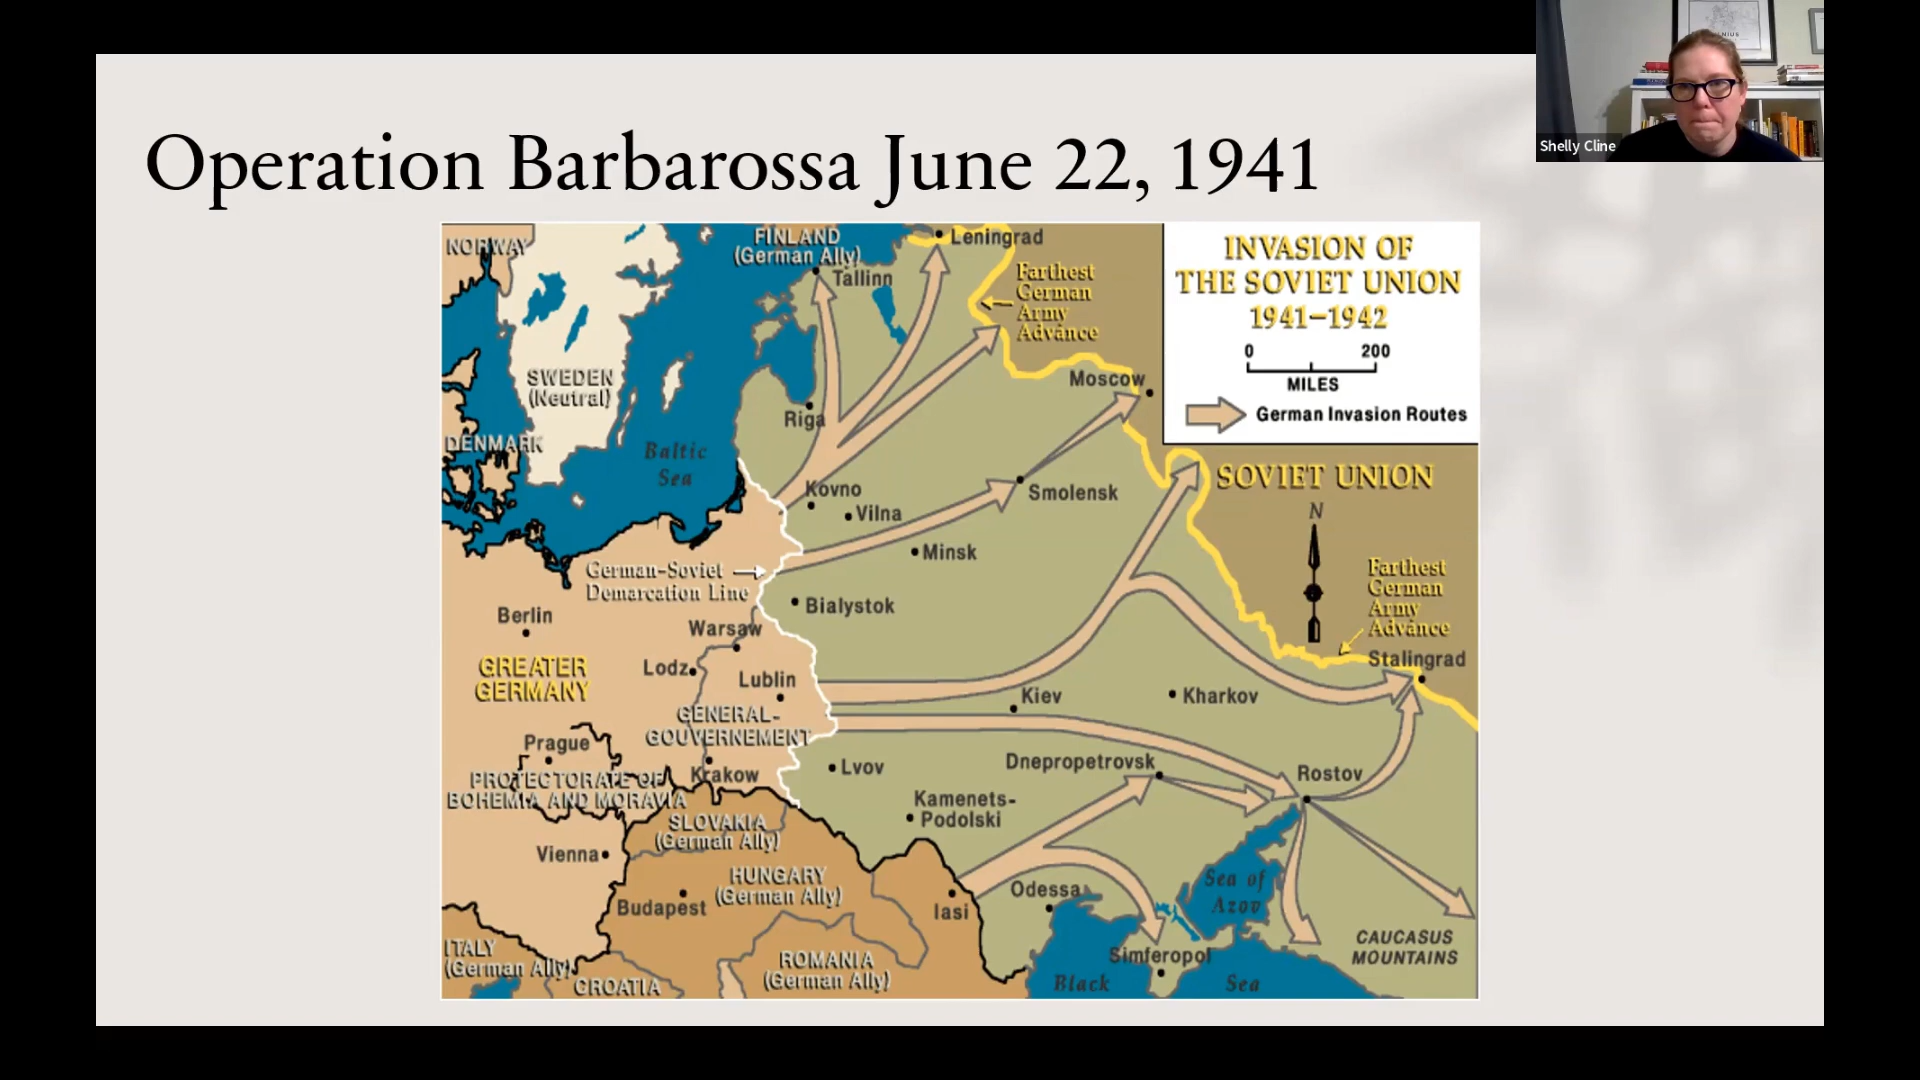 Operation Barbarossa June 22, 1941
Shelly Cline
NORWAY
FINLAND
(German Ally)
Leningrad
Tallinn
Farthest
German
Army
Advance
INVASION OF
THE SOVIET UNION
1941–1942
0 200
MILES
German Invasion Routes
SWEDEN
(Neutral)
Moscow
Riga
DENMARK
Baltic
Sea
SOVIET UNION
Kovno
Smolensk
Vilna
N
Minsk
German-Soviet
Demarcation Line
Farthest
German
Army
Advance
Berlin
Bialystok
Warsaw
Stalingrad
GREATER
GERMANY
Lodz
Lublin
Kiev
Kharkov
GENERAL-
GOUVERNEMENT
Prague
Krakow
Lvov
Dnepropetrovsk
Rostov
PROTECTORATE OF
BOHEMIA AND MORAVIA
Kamenets-
Podolski
SLOVAKIA
(German Ally)
Vienna
HUNGARY
(German Ally)
Budapest
Iasi
Odessa
Sea of
Azov
ITALY
(German Ally)
CROATIA
ROMANIA
(German Ally)
Simferopol
CAUCASUS
MOUNTAINS
Black
Sea